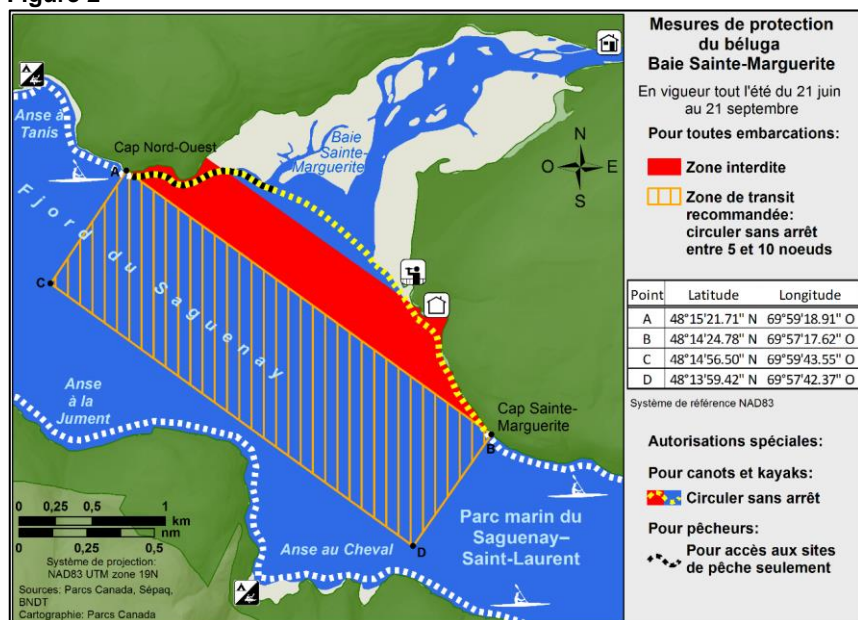 Figure 2
Anse à
Tanis
Cap Nord-Ouest
Baie
Sainte-
Marguerite
A
Fjord du Saguenay
C
N
O E
S
Anse
à la
Jument
Cap Sainte-
Marguerite
B
D
Anse au Cheval
Parc marin du
Saguenay–
Saint-Laurent
0 0,25 0,5 1
km
nm
0 0,25 0,5
Système de projection:
NAD83 UTM zone 19N
Sources: Parcs Canada, Sépaq,
BNDT
Cartographie: Parcs Canada
Mesures de protection
du béluga
Baie Sainte-Marguerite
En vigueur tout l'été du 21 juin
au 21 septembre
Pour toutes embarcations:
Zone interdite
Zone de transit
recommandée:
circuler sans arrêt
entre 5 et 10 noeuds
Point Latitude Longitude
A 48°15'21.71" N 69°59'18.91" O
B 48°14'24.78" N 69°57'17.62" O
C 48°14'56.50" N 69°59'43.55" O
D 48°13'59.42" N 69°57'42.37" O
Système de référence NAD83
Autorisations spéciales:
Pour canots et kayaks:
Circuler sans arrêt
Pour pêcheurs:
Pour accès aux sites
de pêche seulement